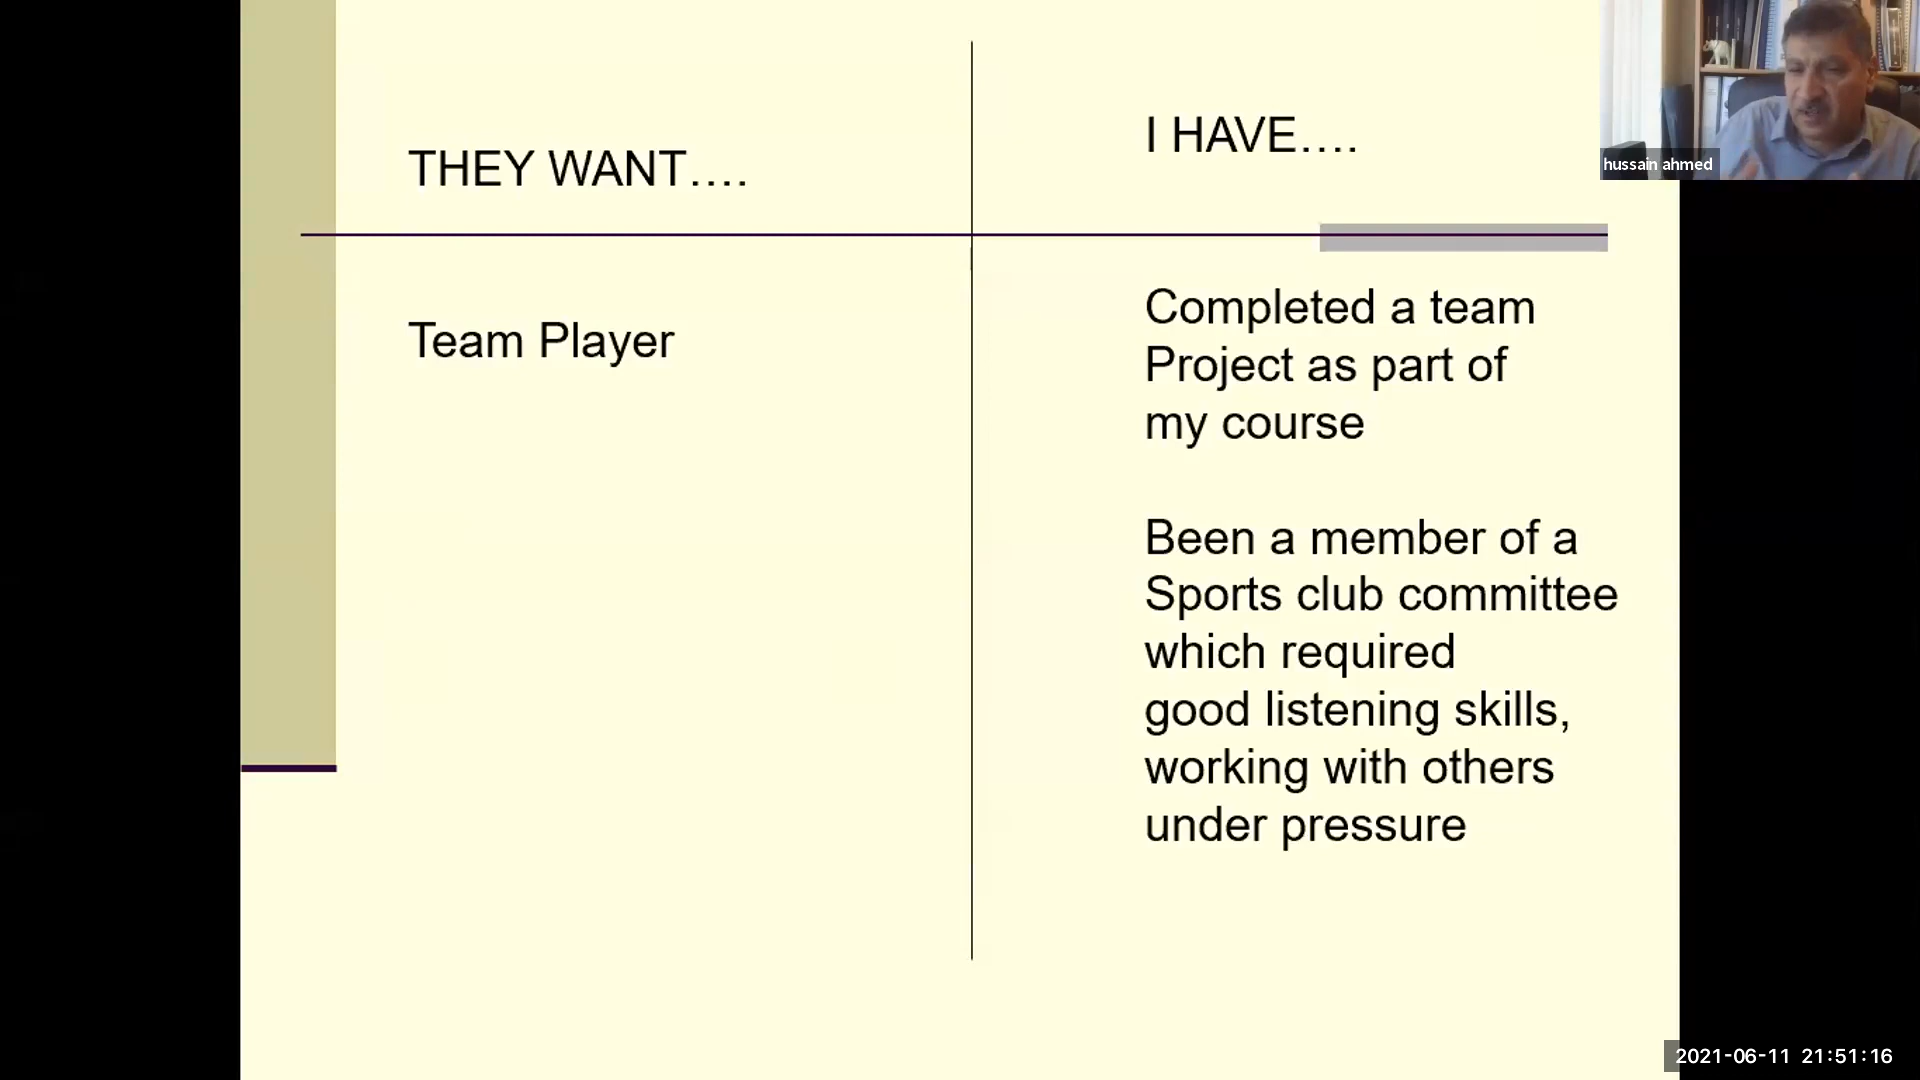 THEY WANT....
I HAVE....
Team Player
Completed a team
Project as part of
my course
Been a member of a
Sports club committee
which required
good listening skills,
working with others
under pressure
hussain ahmed
2021-06-11 21:51:16